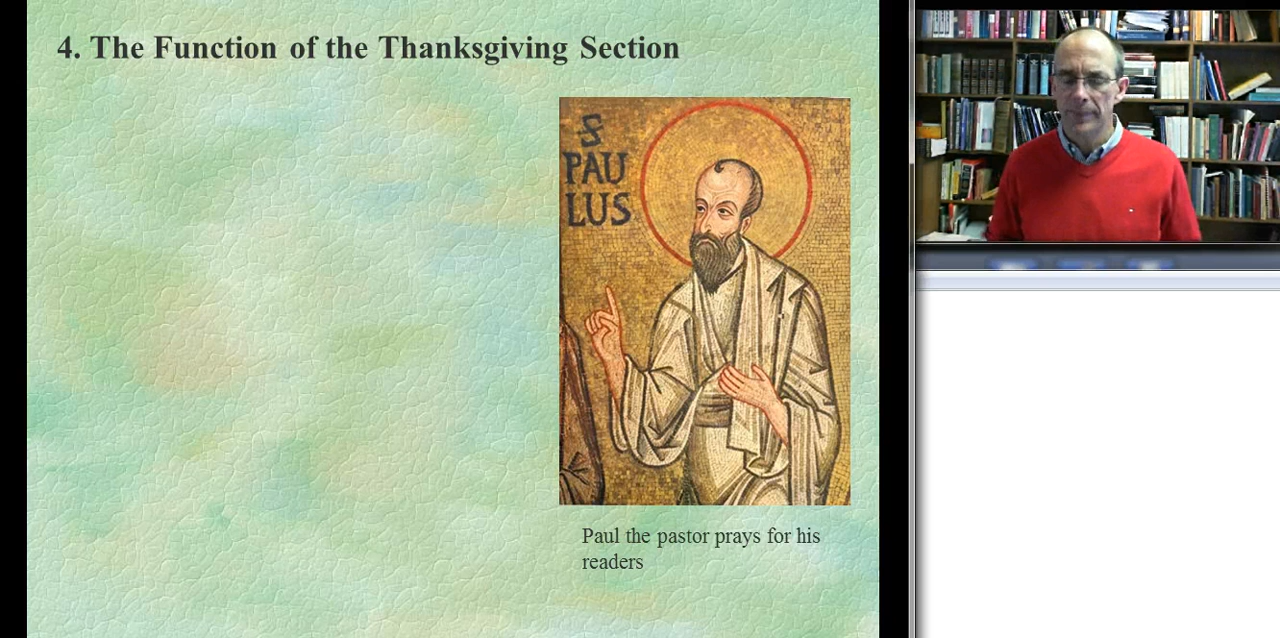 4. The Function of the Thanksgiving Section
S
PAU
LUS
Paul the pastor prays for his
readers